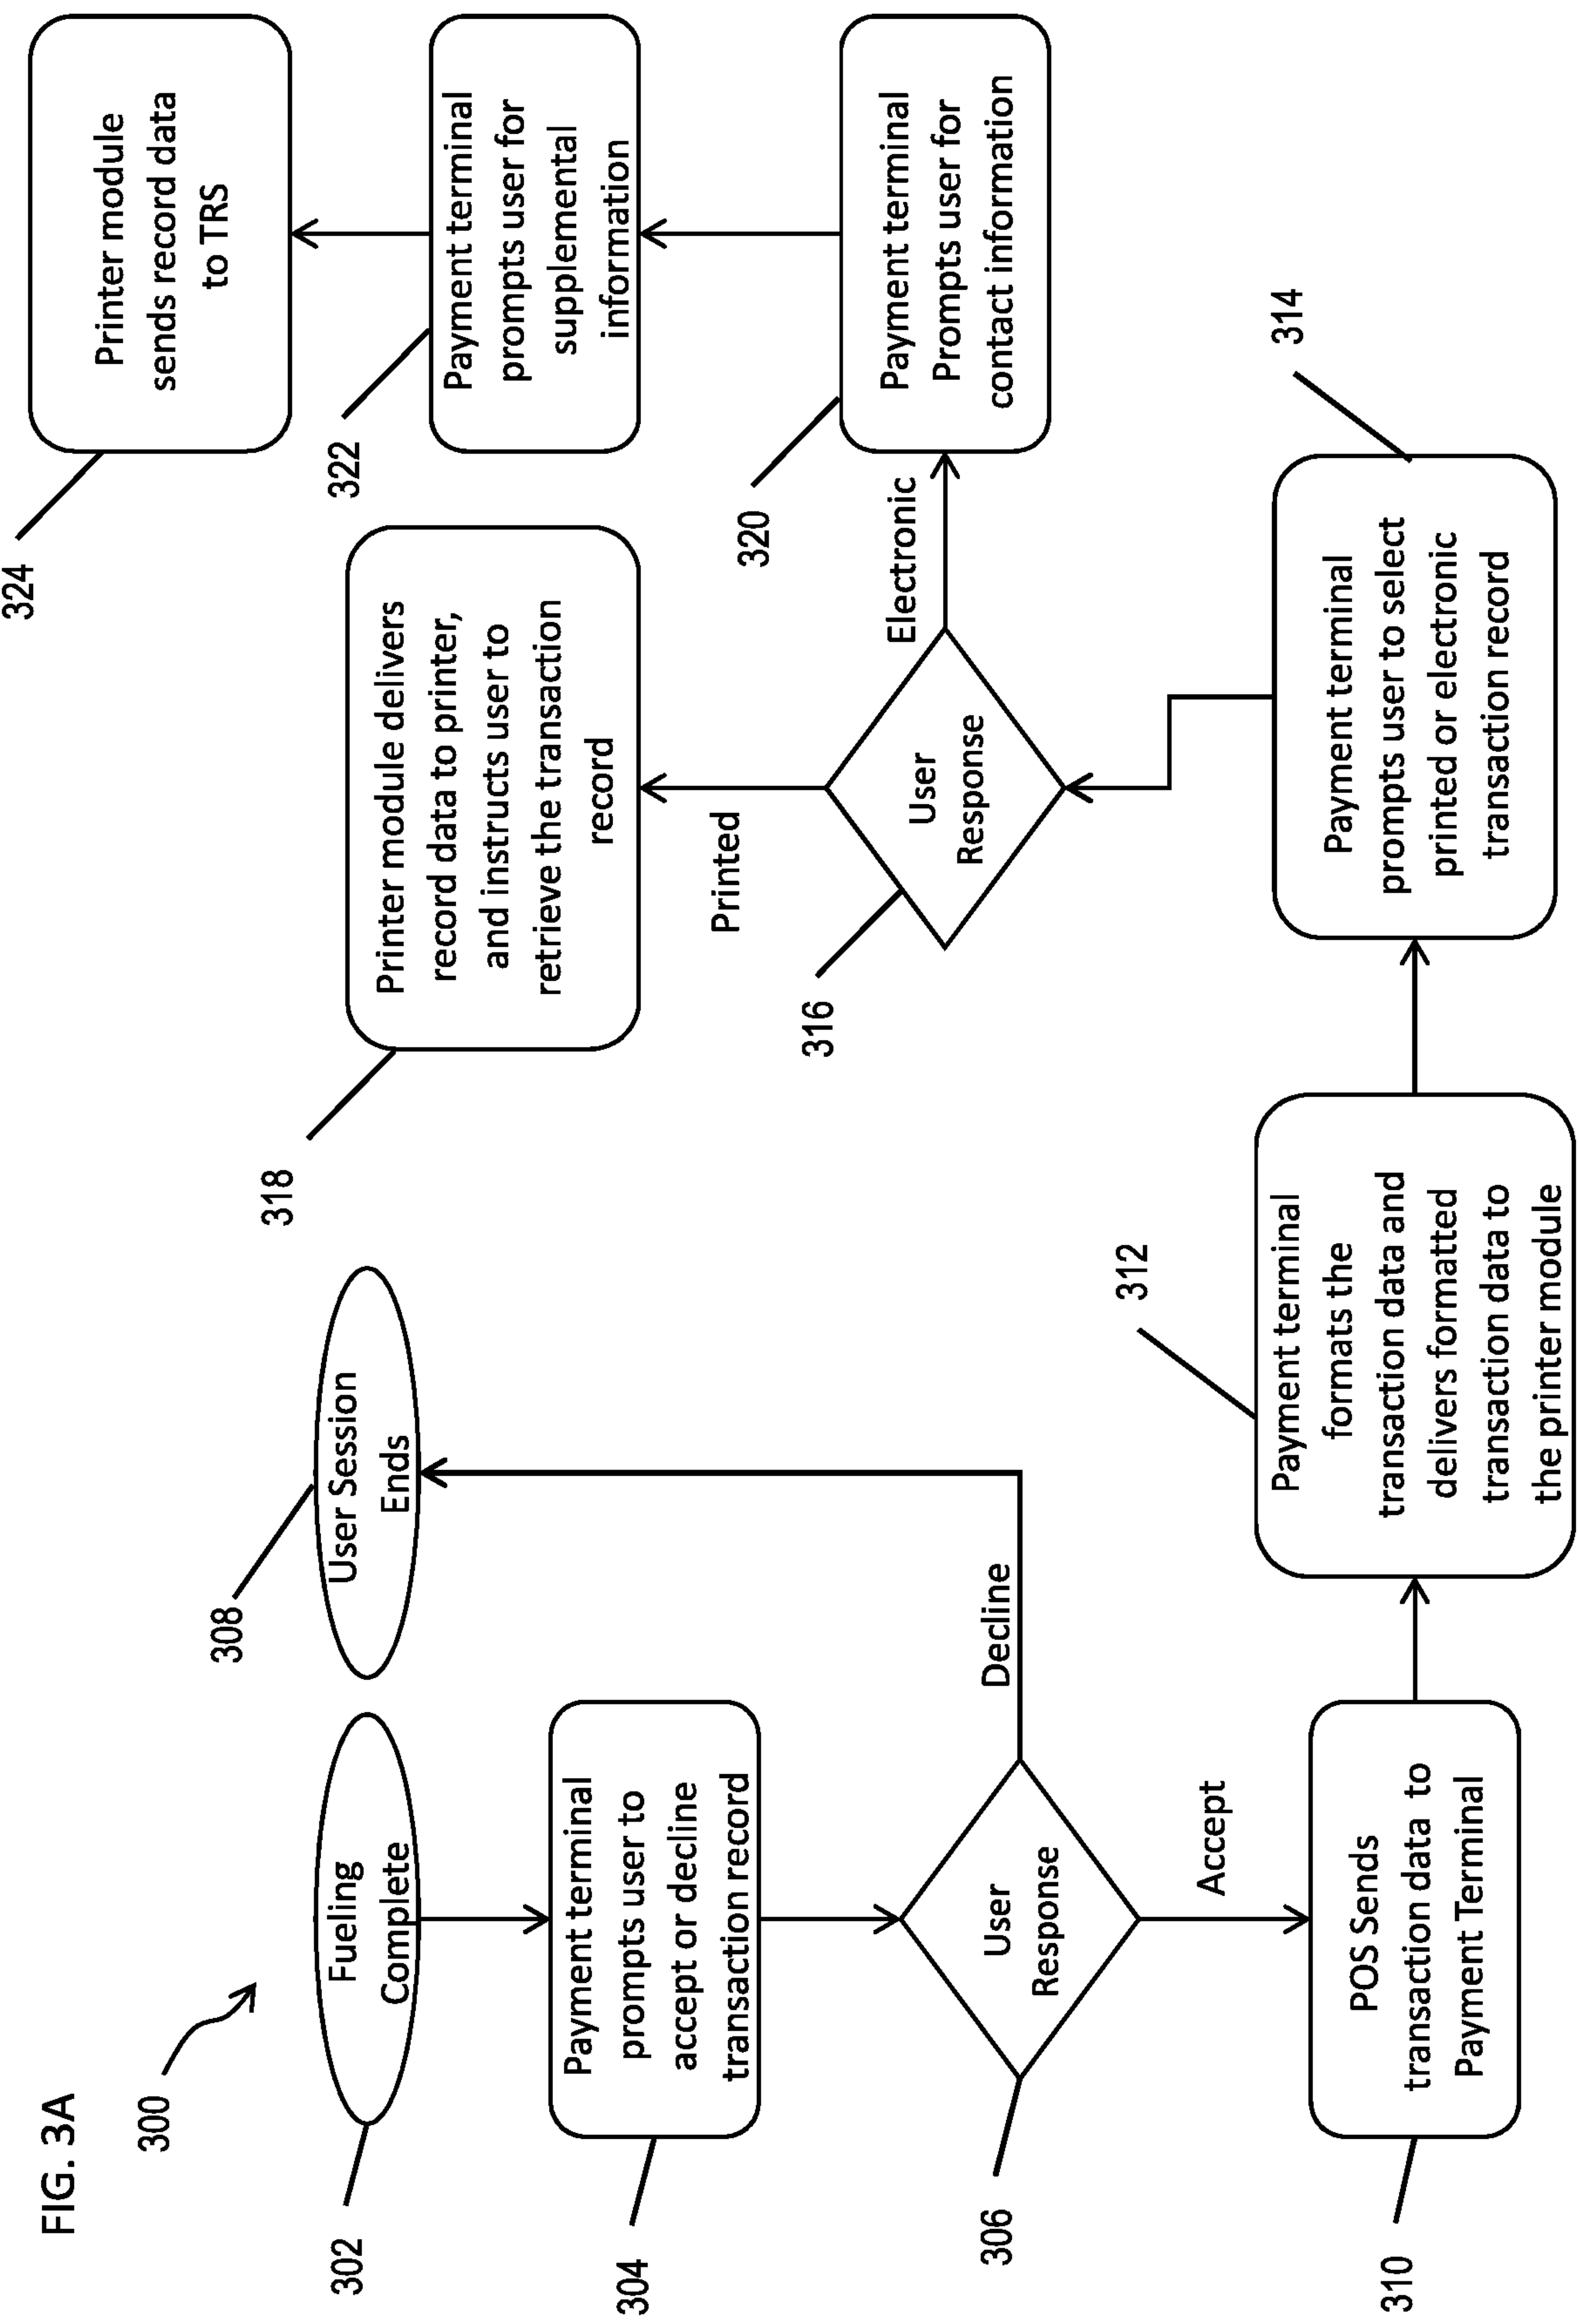 FIG. 3A
300
302
Fueling
Complete
304
Payment terminal
prompts user to
accept or decline
transaction record
306
User
Response
Decline
308
User Session
Ends
Accept
310
POS Sends
transaction data to
Payment Terminal
312
Payment terminal
formats the
transaction data and
delivers formatted
transaction data to
the printer module
314
Payment terminal
prompts user to select
printed or electronic
transaction record
316
User
Response
Printed
318
Printer module delivers
record data to printer,
and instructs user to
retrieve the transaction
record
Electronic
320
Payment terminal
Prompts user for
contact information
322
Payment terminal
prompts user for
supplemental
information
324
Printer module
sends record data
to TRS